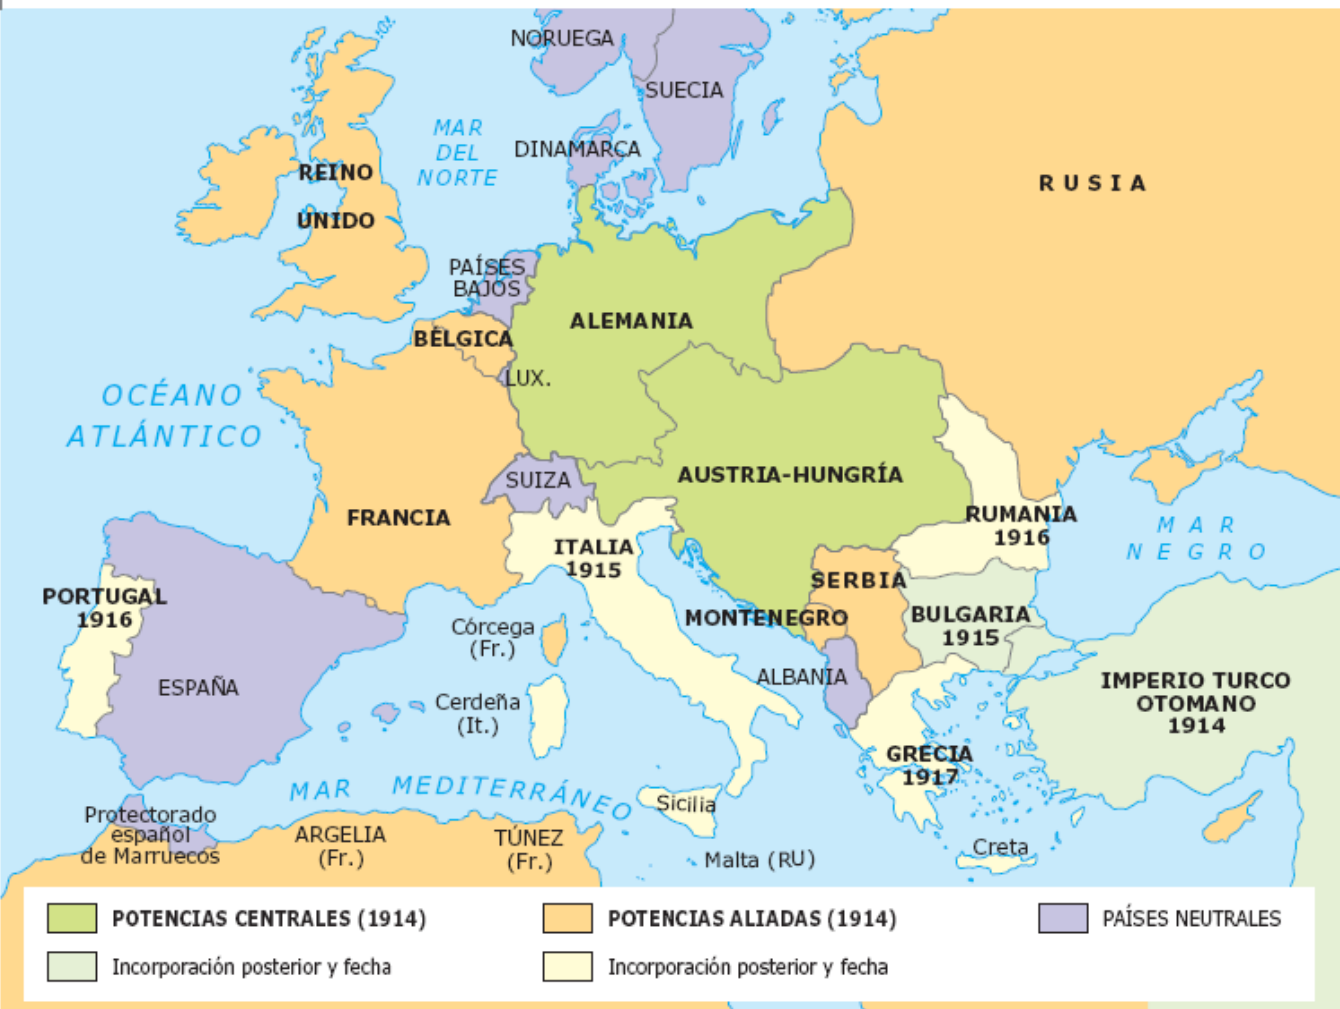 NORUEGA
SUECIA
MAR
DEL
NORTE
DINAMARCA
REINO
UNIDO
RUSIA
PAÍSES
BAJOS
ALEMANIA
BÉLGICA
LUX.
OCÉANO
ATLÁNTICO
SUIZA
AUSTRIA-HUNGRÍA
FRANCIA
RUMANIA
1916
MAR
NEGRO
ITALIA
1915
SERBIA
PORTUGAL
1916
MONTENEGRO
BULGARIA
1915
Córcega
(Fr.)
ESPAÑA
ALBANIA
IMPERIO TURCO
OTOMANO
1914
Cerdeña
(It.)
GRECIA
1917
MAR MEDITERRÁNEO
Sicilia
Protectorado
español
de Marruecos
ARGELIA
(Fr.)
TÚNEZ
(Fr.)
Malta (RU)
Creta
POTENCIAS CENTRALES (1914)
POTENCIAS ALIADAS (1914)
PAÍSES NEUTRALES
Incorporación posterior y fecha
Incorporación posterior y fecha